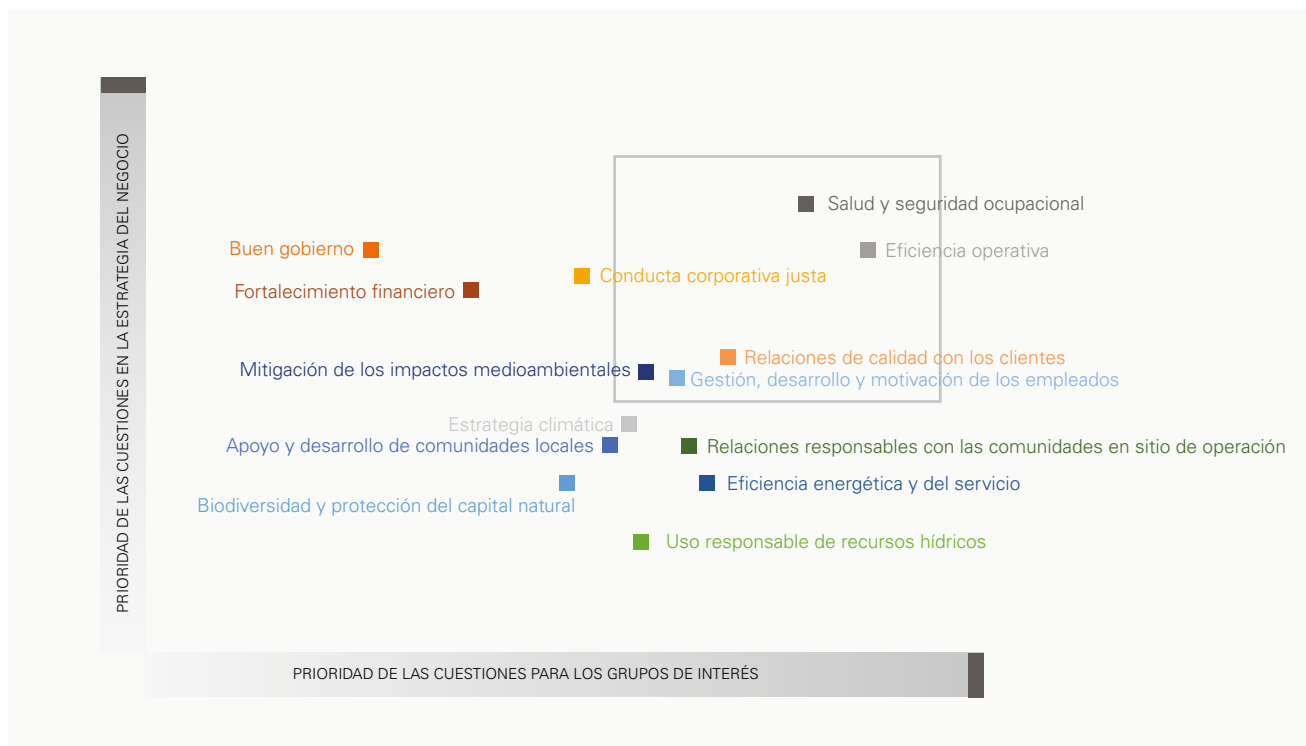 PRIORIDAD DE LAS CUESTIONES EN LA ESTRATEGIA DEL NEGOCIO
Salud y seguridad ocupacional
Buen gobierno
Eficiencia operativa
Conducta corporativa justa
Fortalecimiento financiero
Relaciones de calidad con los clientes
Mitigación de los impactos medioambientales
Gestión, desarrollo y motivación de los empleados
Estrategia climática
Apoyo y desarrollo de comunidades locales
Relaciones responsables con las comunidades en sitio de operación
Eficiencia energética y del servicio
Biodiversidad y protección del capital natural
Uso responsable de recursos hídricos
PRIORIDAD DE LAS CUESTIONES PARA LOS GRUPOS DE INTERÉS